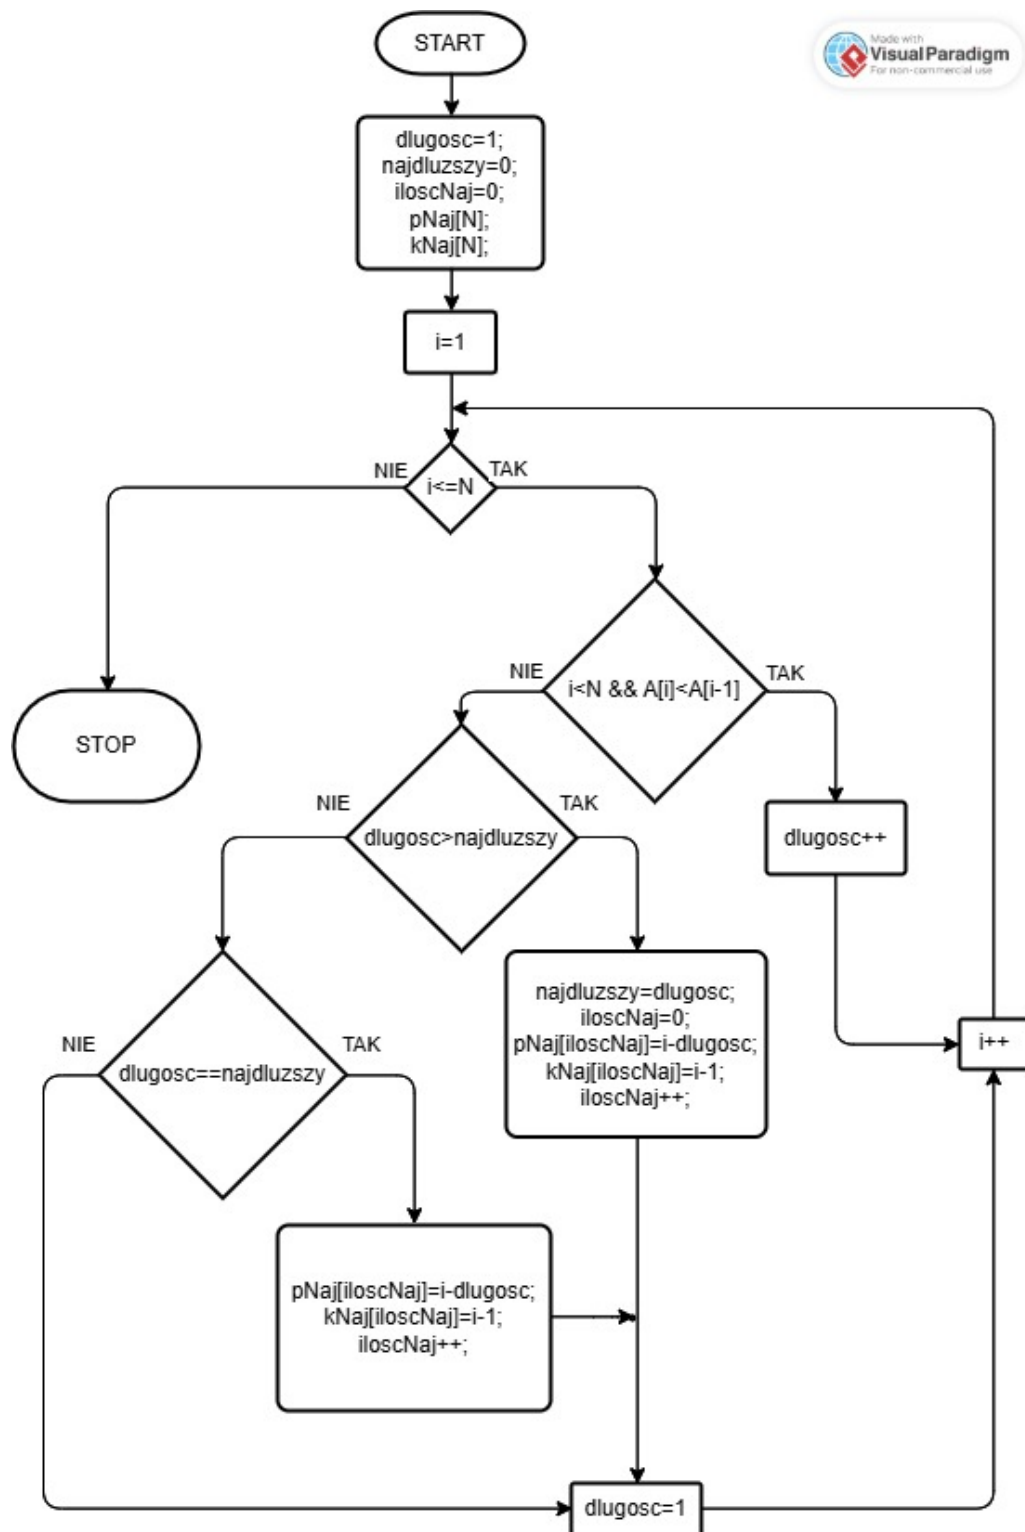 START
Made with
Visual Paradigm
For non-commercial use
dlugosc=1;
najdluzszy=0;
iloscNaj=0;
pNaj[N];
kNaj[N];
i=1
NIE
TAK
i<=N
NIE
TAK
i<N && A[i]<A[i-1]
STOP
NIE
TAK
dlugosc>najdluzszy
dlugosc++
najdluzszy=dlugosc;
iloscNaj=0;
pNaj[iloscNaj]=i-dlugosc;
kNaj[iloscNaj]=i-1;
iloscNaj++;
i++
NIE
TAK
dlugosc==najdluzszy
pNaj[iloscNaj]=i-dlugosc;
kNaj[iloscNaj]=i-1;
iloscNaj++;
dlugosc=1